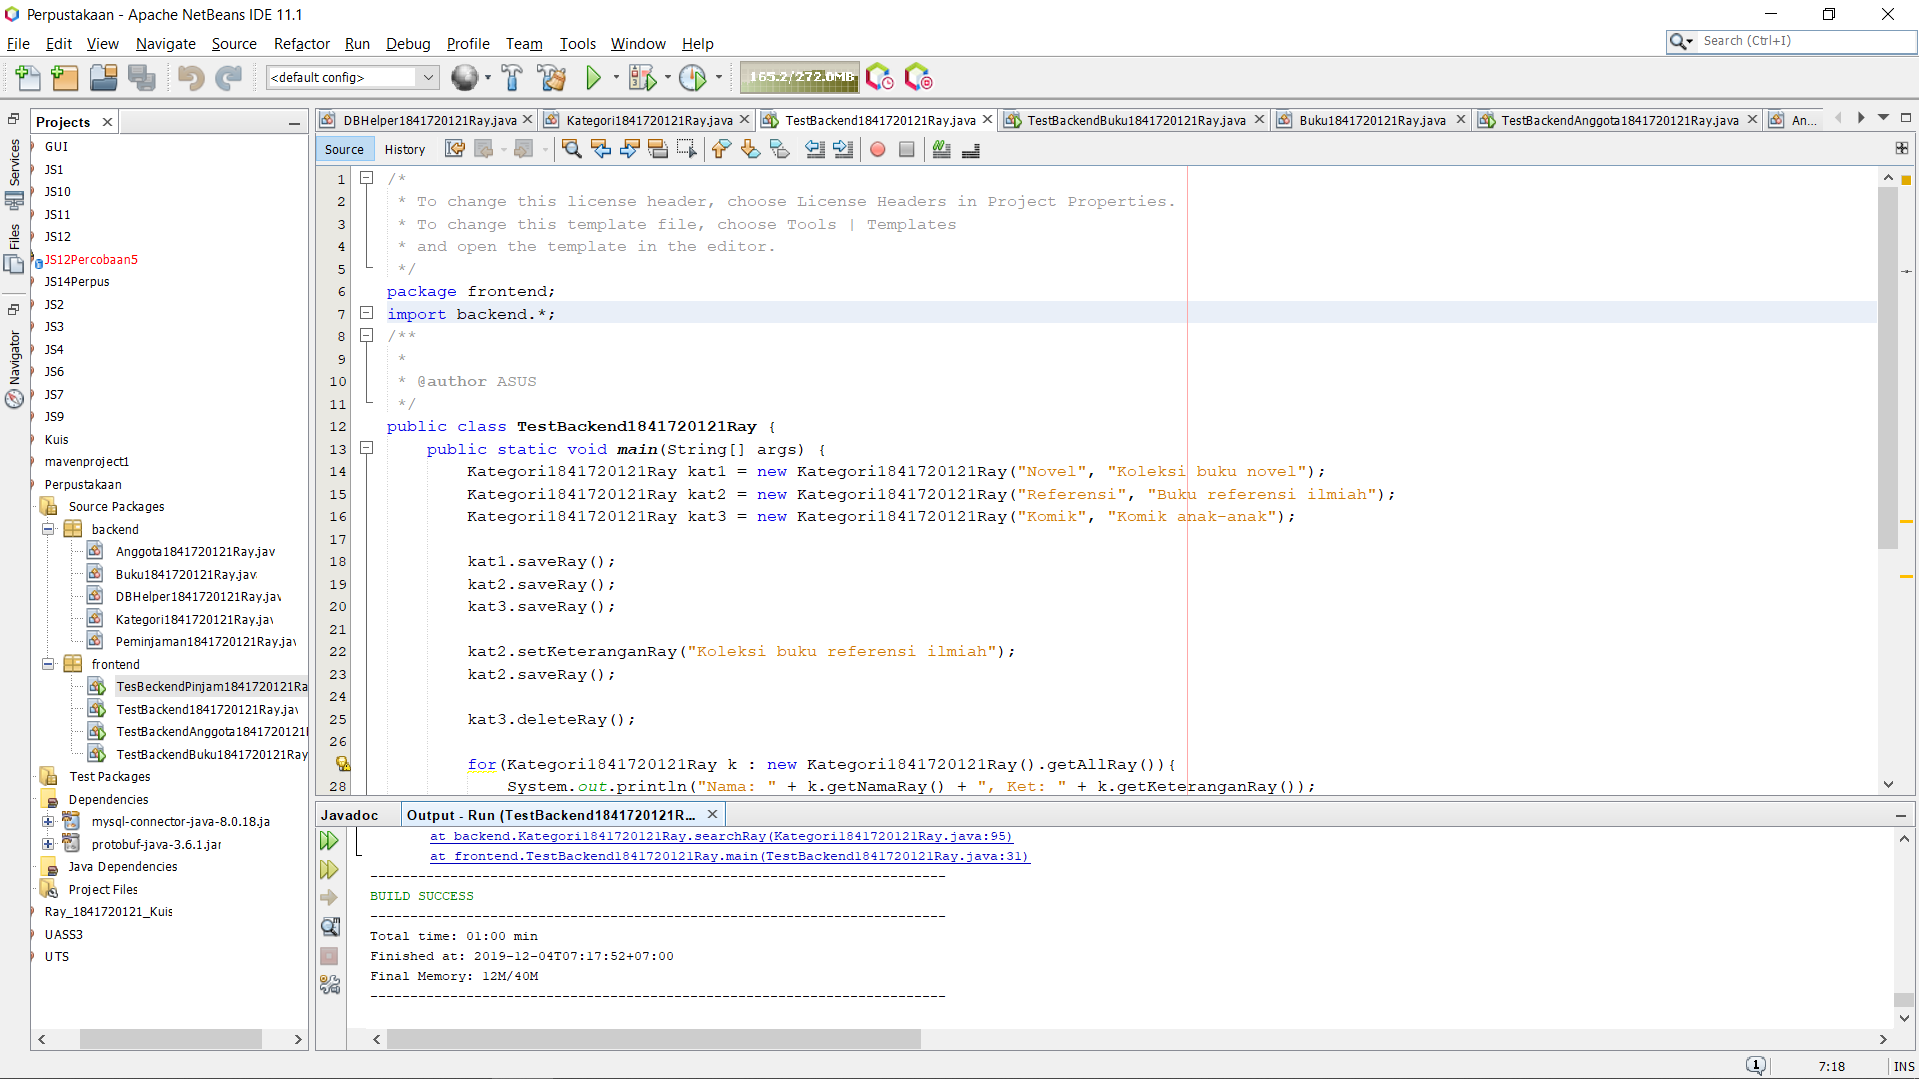 Perpustakaan - Apache NetBeans IDE 11.1
File Edit View Navigate Source Refactor Run Debug Profile Team Tools Window Help
Search (Ctrl+I)
<default config>
165.2/272.0MB
Projects
DBHelper1841720121Ray.java
Kategori1841720121Ray.java
TestBackend1841720121Ray.java
TestBackendBuku1841720121Ray.java
Buku1841720121Ray.java
TestBackendAnggota1841720121Ray.java
An...
Source History
Services
Files
Navigator
GUI
JS1
JS10
JS11
JS12
JS12Percobaan5
JS14Perpus
JS2
JS3
JS4
JS6
JS7
JS9
Kuis
mavenproject1
Perpustakaan
Source Packages
backend
Anggota1841720121Ray.jav
Buku1841720121Ray.java
DBHelper1841720121Ray.jav
Kategori1841720121Ray.jav
Peminjaman1841720121Ray.jav
frontend
TesBeckendPinjam1841720121Ra
TestBackend1841720121Ray.jav
TestBackendAnggota1841720121
TestBackendBuku1841720121Ray
Test Packages
Dependencies
mysql-connector-java-8.0.18.ja
protobuf-java-3.6.1.jar
Java Dependencies
Project Files
Ray_1841720121_Kuis
UASS3
UTS
1 /*
2 * To change this license header, choose License Headers in Project Properties.
3 * To change this template file, choose Tools | Templates
4 * and open the template in the editor.
5 */
6 package frontend;
7 import backend.*;
8 /**
9 *
10 * @author ASUS
11 */
12 public class TestBackend1841720121Ray {
13 public static void main(String[] args) {
14 Kategori1841720121Ray kat1 = new Kategori1841720121Ray("Novel", "Koleksi buku novel");
15 Kategori1841720121Ray kat2 = new Kategori1841720121Ray("Referensi", "Buku referensi ilmiah");
16 Kategori1841720121Ray kat3 = new Kategori1841720121Ray("Komik", "Komik anak-anak");
17
18 kat1.saveRay();
19 kat2.saveRay();
20 kat3.saveRay();
21
22 kat2.setKeteranganRay("Koleksi buku referensi ilmiah");
23 kat2.saveRay();
24
25 kat3.deleteRay();
26
for(Kategori1841720121Ray k : new Kategori1841720121Ray().getAllRay()){
28 System.out.println("Nama: " + k.getNamaRay() + ", Ket: " + k.getKeteranganRay());
Javadoc
Output - Run (TestBackend1841720121R...
at backend.Kategori1841720121Ray.searchRay(Kategori1841720121Ray.java:95)
at frontend.TestBackend1841720121Ray.main(TestBackend1841720121Ray.java:31)
------------------------------------------------------------------------
BUILD SUCCESS
------------------------------------------------------------------------
Total time: 01:00 min
Finished at: 2019-12-04T07:17:52+07:00
Final Memory: 12M/40M
------------------------------------------------------------------------
1
7:18
INS